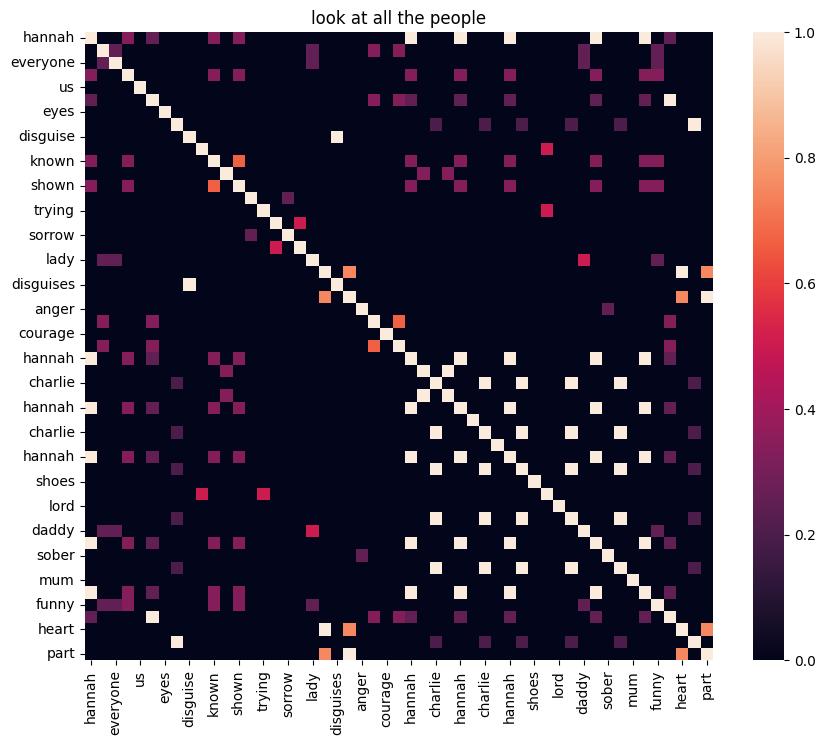 look at all the people
hannah
everyone
us
eyes
disguise
known
shown
trying
sorrow
lady
disguises
anger
courage
hannah
charlie
hannah
charlie
hannah
shoes
lord
daddy
sober
mum
funny
heart
part
1.0
0.8
0.6
0.4
0.2
0.0
hannah
everyone
us
eyes
disguise
known
shown
trying
sorrow
lady
disguises
anger
courage
hannah
charlie
hannah
charlie
hannah
shoes
lord
daddy
sober
mum
funny
heart
part